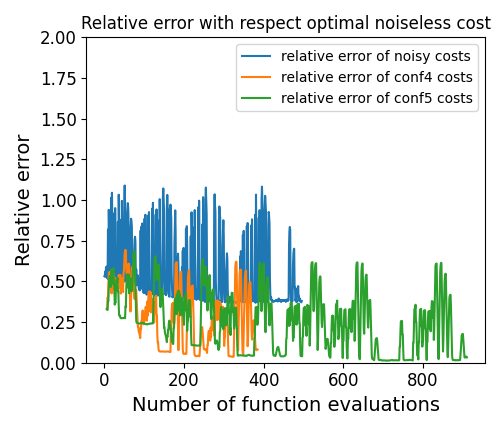 Relative error with respect optimal noiseless cost
2.00
1.75
1.50
1.25
1.00
0.75
0.50
0.25
0.00
Relative error
relative error of noisy costs
relative error of conf4 costs
relative error of conf5 costs
0 200 400 600 800
Number of function evaluations